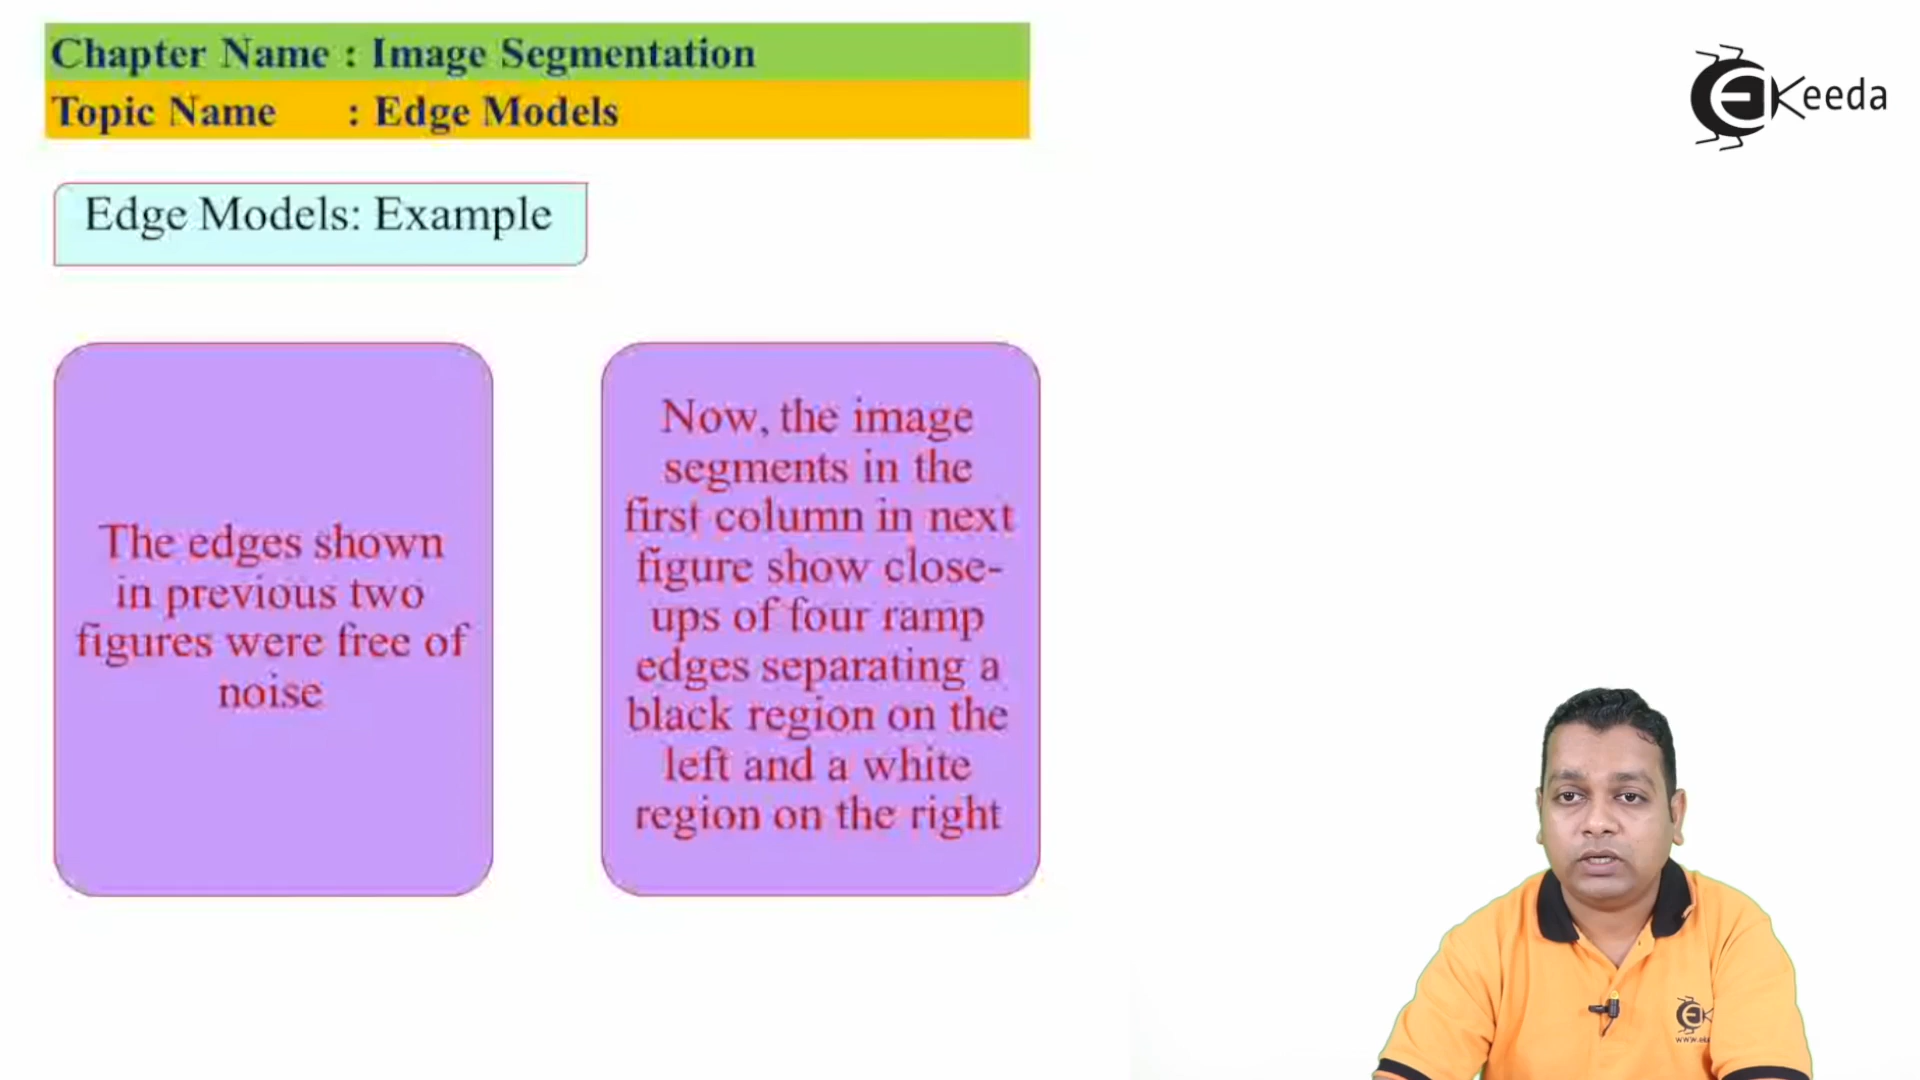 Chapter Name : Image Segmentation
Topic Name : Edge Models
EKeeda
Edge Models: Example
The edges shown
in previous two
figures were free of
noise
Now, the image
segments in the
first column in next
figure show close-
ups of four ramp
edges separating a
black region on the
left and a white
region on the right